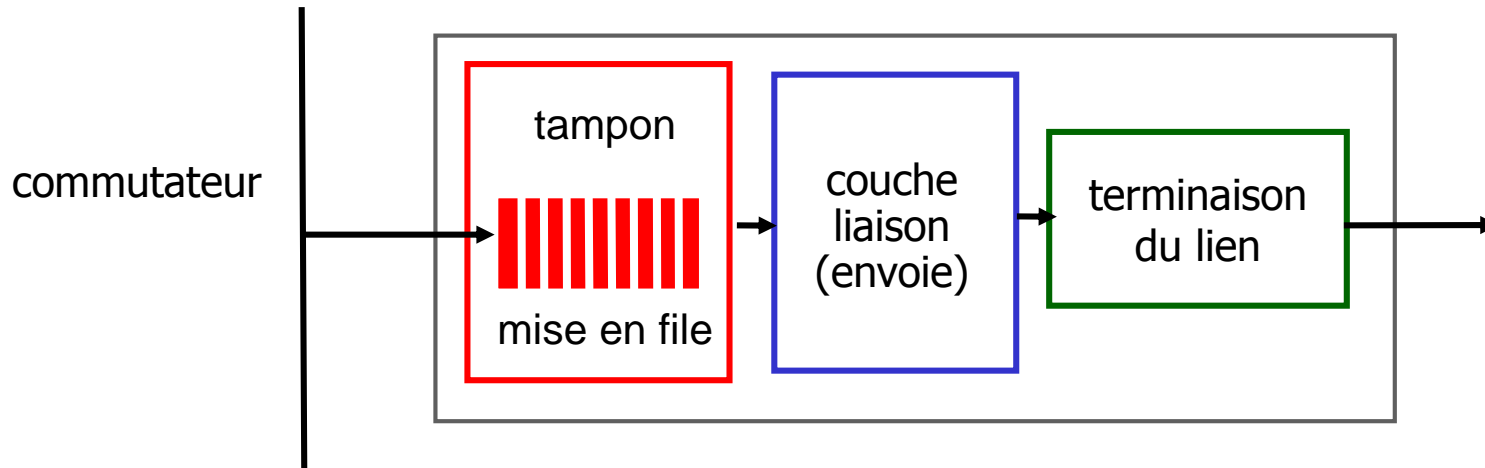 commutateur
tampon
mise en file
couche
liaison
(envoie)
terminaison
du lien